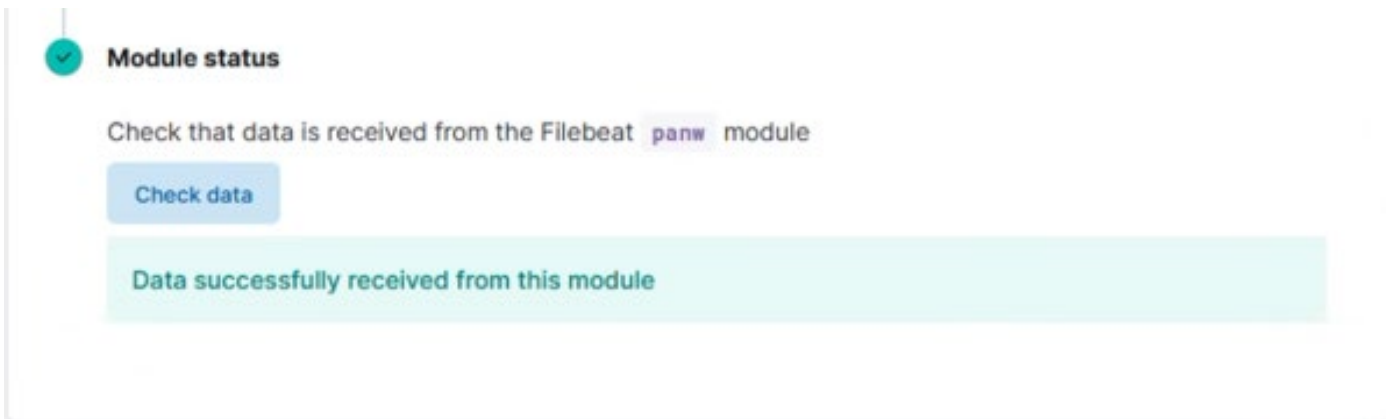 Module status
Check that data is received from the Filebeat panw module
Check data
Data successfully received from this module